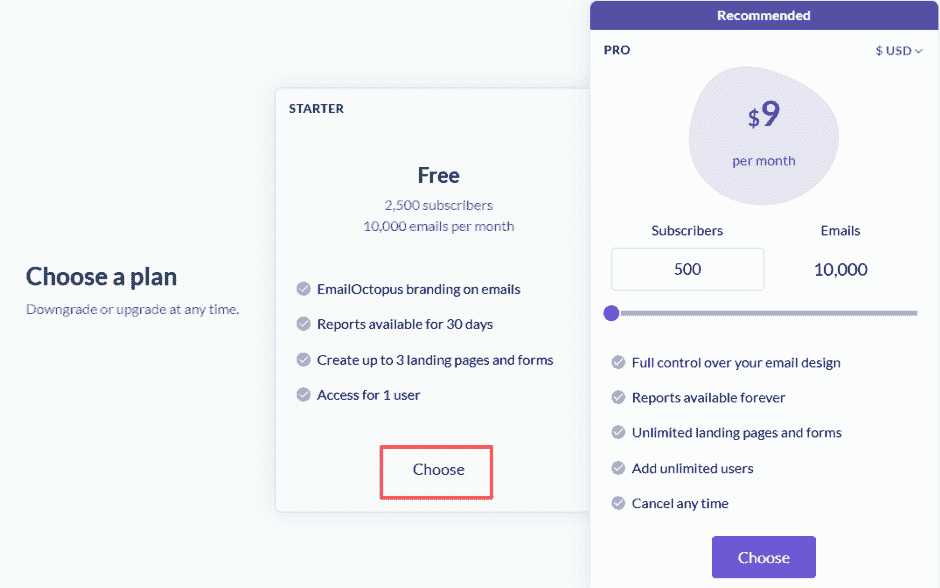 Choose a plan
Downgrade or upgrade at any time.
STARTER
Free
2,500 subscribers
10,000 emails per month
EmailOctopus branding on emails
Reports available for 30 days
Create up to 3 landing pages and forms
Access for 1 user
Choose
Recommended
PRO
$ USD
$9
per month
Subscribers
Emails
500
10,000
Full control over your email design
Reports available forever
Unlimited landing pages and forms
Add unlimited users
Cancel any time
Choose